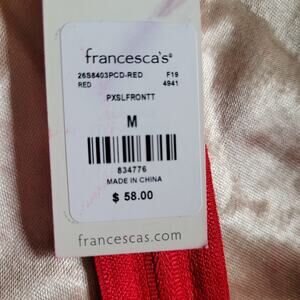 francesca's®
26S8403PCD-RED F19
RED 4941
PXSLFRONTT
M
834776
MADE IN CHINA
$ 58.00
francescas.com